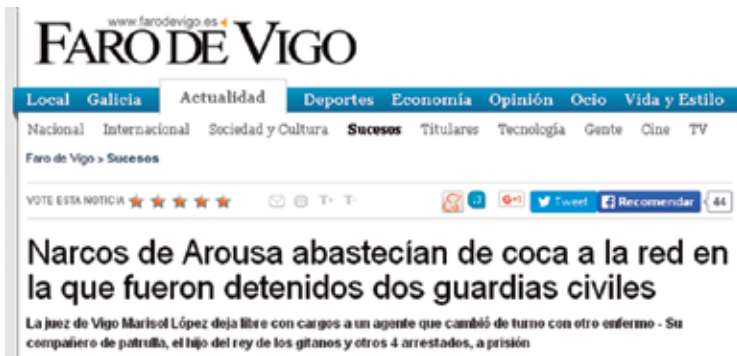 www.farodevigo.es
FARO DE VIGO
Local Galicia Actualidad Deportes Economía Opinión Ocio Vida y Estilo
Nacional Internacional Sociedad y Cultura Sucesos Titulares Tecnología Gente Cine TV
Faro de Vigo » Sucesos
VOTE ESTA NOTICIA T+ T- G+1 Tweet Recomendar 44
Narcos de Arousa abastecían de coca a la red en
la que fueron detenidos dos guardias civiles
La juez de Vigo Marisol López deja libre con cargos a un agente que cambió de turno con otro enfermo - Su
compañero de patrulla, el hijo del rey de los gitanos y otros 4 arrestados, a prisión